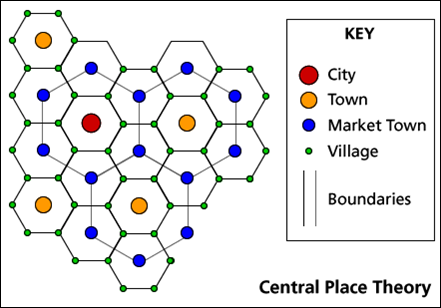 KEY
City
Town
Market Town
Village
Boundaries
Central Place Theory